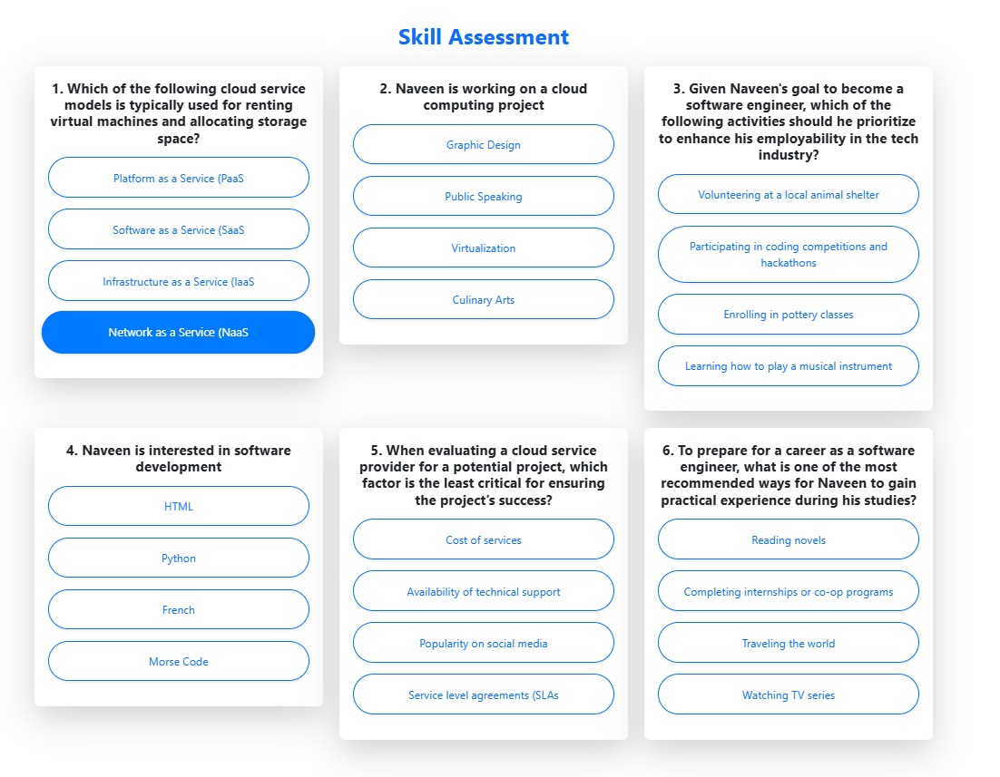 Skill Assessment
1. Which of the following cloud service
models is typically used for renting
virtual machines and allocating storage
space?
Platform as a Service (PaaS
Software as a Service (SaaS
Infrastructure as a Service (IaaS
Network as a Service (NaaS
2. Naveen is working on a cloud
computing project
Graphic Design
Public Speaking
Virtualization
Culinary Arts
3. Given Naveen's goal to become a
software engineer, which of the
following activities should he prioritize
to enhance his employability in the tech
industry?
Volunteering at a local animal shelter
Participating in coding competitions and
hackathons
Enrolling in pottery classes
Learning how to play a musical instrument
4. Naveen is interested in software
development
HTML
Python
French
Morse Code
5. When evaluating a cloud service
provider for a potential project, which
factor is the least critical for ensuring
the project’s success?
Cost of services
Availability of technical support
Popularity on social media
Service level agreements (SLAs
6. To prepare for a career as a software
engineer, what is one of the most
recommended ways for Naveen to gain
practical experience during his studies?
Reading novels
Completing internships or co-op programs
Traveling the world
Watching TV series